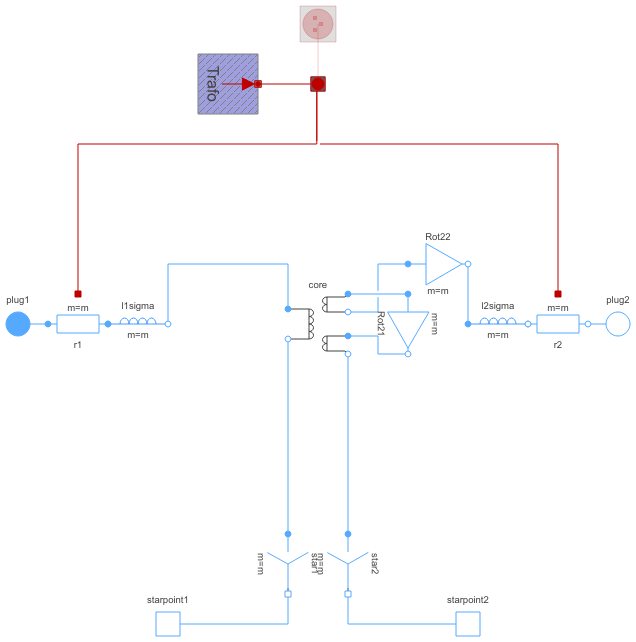 Trafo
Rot22
m=m
core
plug1
m=m
r1
l1sigma
m=m
Rot21
m=m
l2sigma
m=m
m=m
r2
plug2
m=m
star1
m=m
star2
starpoint1
starpoint2